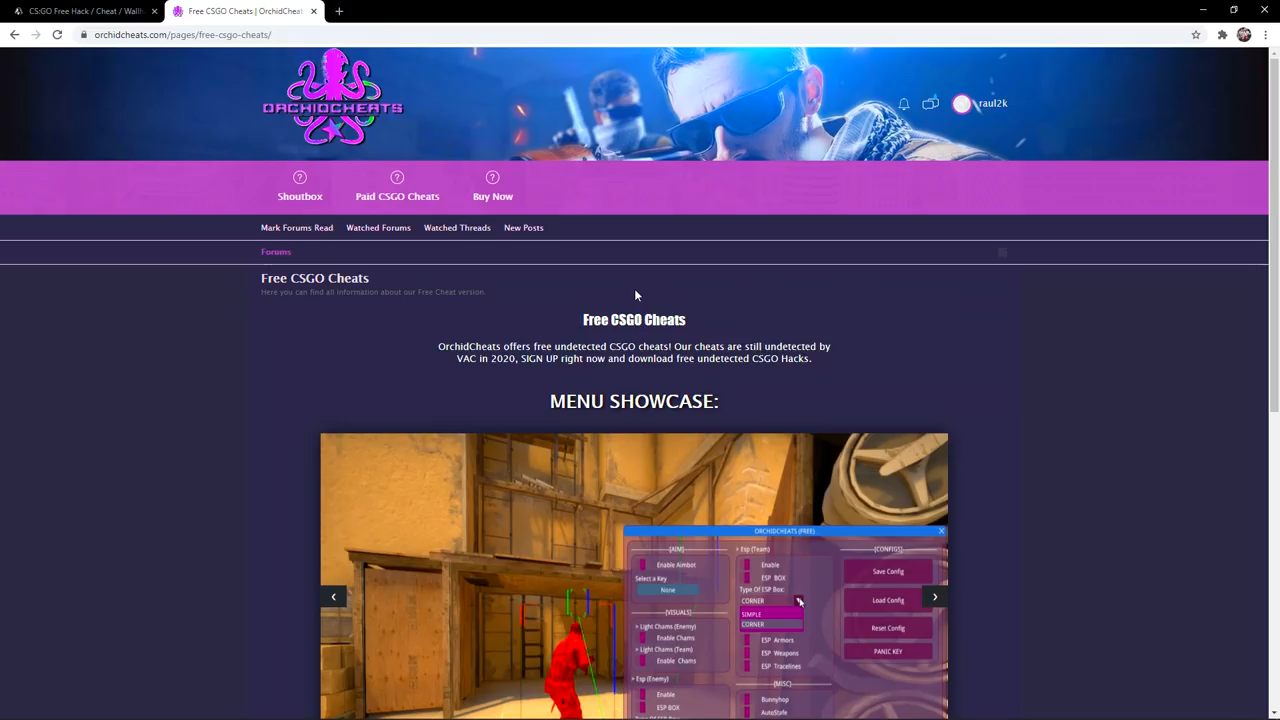 CS:GO Free Hack / Cheat / Wallh
Free CSGO Cheats | OrchidCheats
orchidcheats.com/pages/free-csgo-cheats/
ORCHIDCHEATS
raul2k
Shoutbox
Paid CSGO Cheats
Buy Now
Mark Forums Read
Watched Forums
Watched Threads
New Posts
Forums
Free CSGO Cheats
Here you can find all information about our Free Cheat version.
Free CSGO Cheats
OrchidCheats offers free undetected CSGO cheats! Our cheats are still undetected by
VAC in 2020, SIGN UP right now and download free undetected CSGO Hacks.
MENU SHOWCASE:
ORCHIDCHEATS (FREE)
[AIM]
Enable Aimbot
Select a Key
None
[VISUALS]
> Light Chams (Enemy)
Enable Chams
> Light Chams (Team)
Enable Chams
> Esp (Enemy)
Enable
ESP BOX
> Esp (Team)
Enable
ESP BOX
Type Of ESP Box:
CORNER
SIMPLE
CORNER
ESP Armors
ESP Weapons
ESP Tracelines
[MISC]
Bunnyhop
AutoStafe
[CONFIGS]
Save Config
Load Config
Reset Config
PANIC KEY